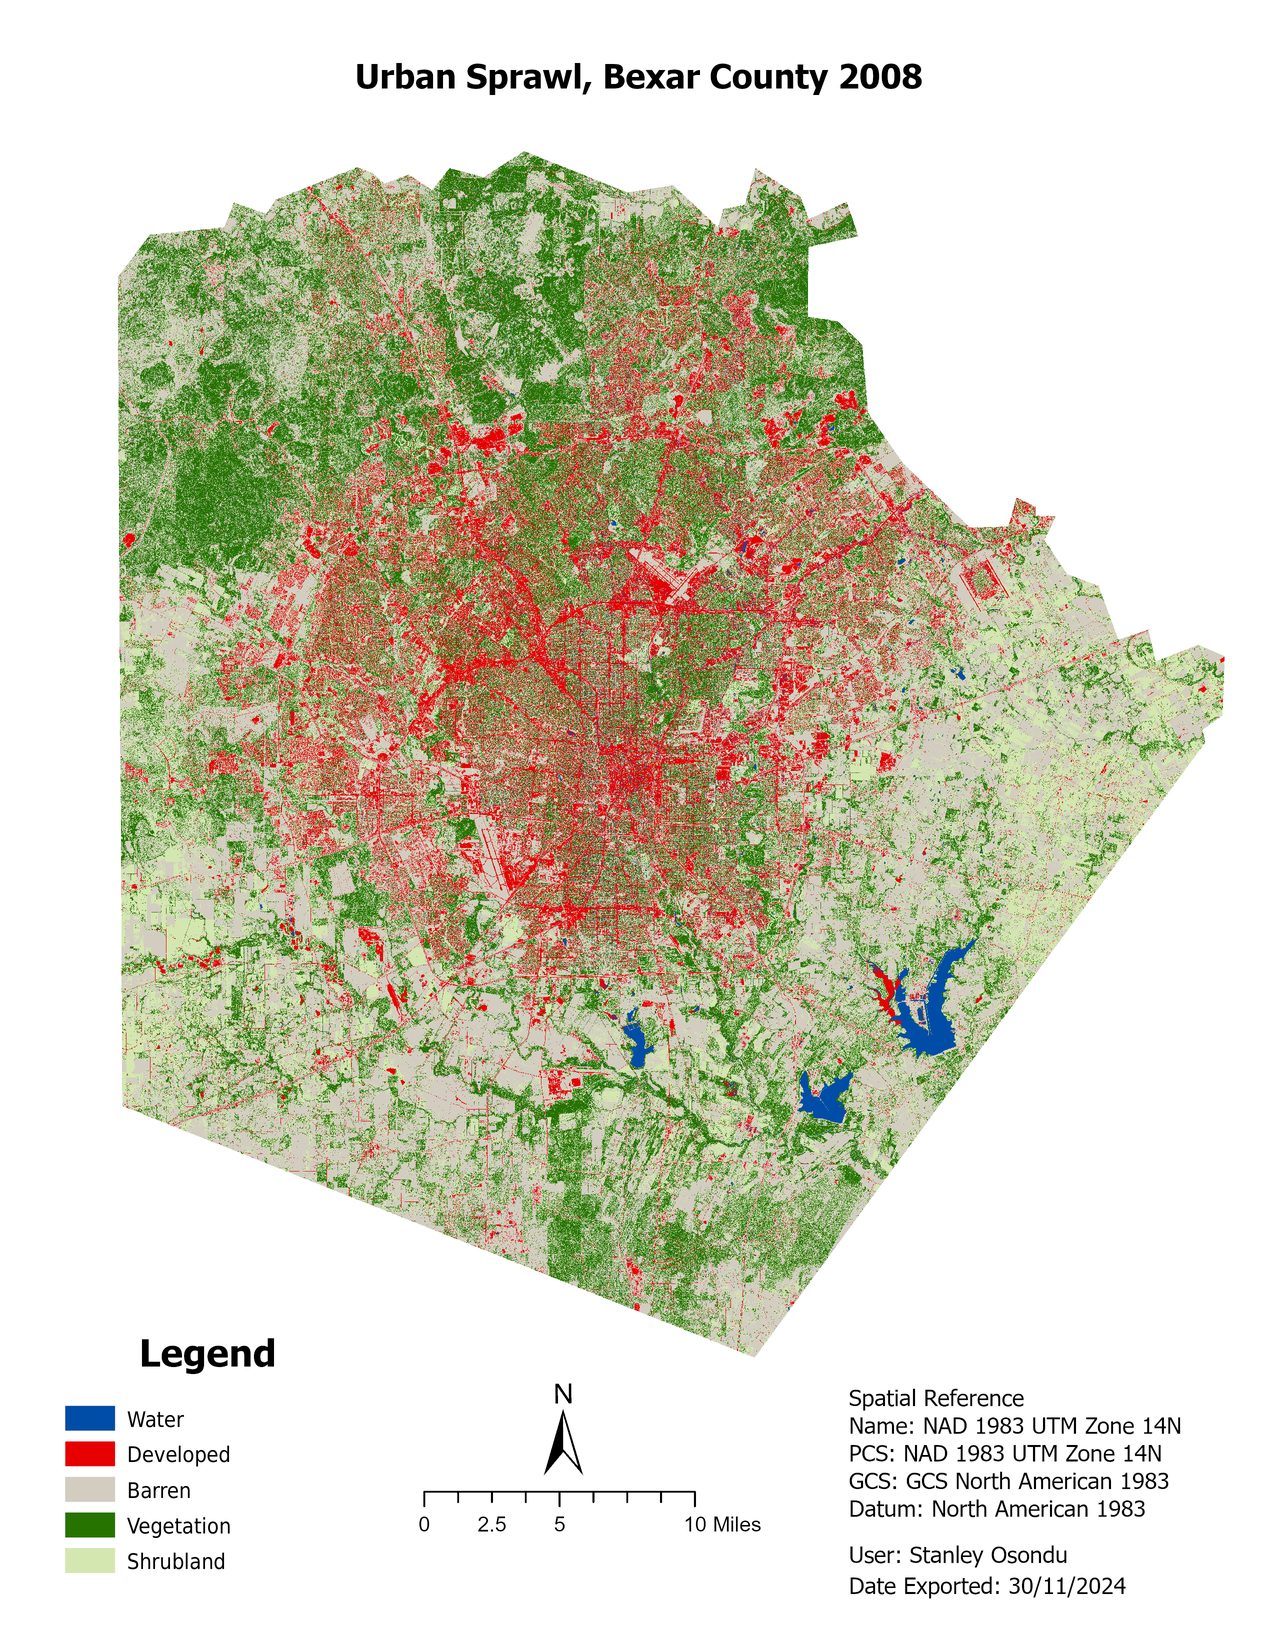 Urban Sprawl, Bexar County 2008
Legend
Water
Developed
Barren
Vegetation
Shrubland
N
0 2.5 5 10 Miles
Spatial Reference
Name: NAD 1983 UTM Zone 14N
PCS: NAD 1983 UTM Zone 14N
GCS: GCS North American 1983
Datum: North American 1983
User: Stanley Osondu
Date Exported: 30/11/2024